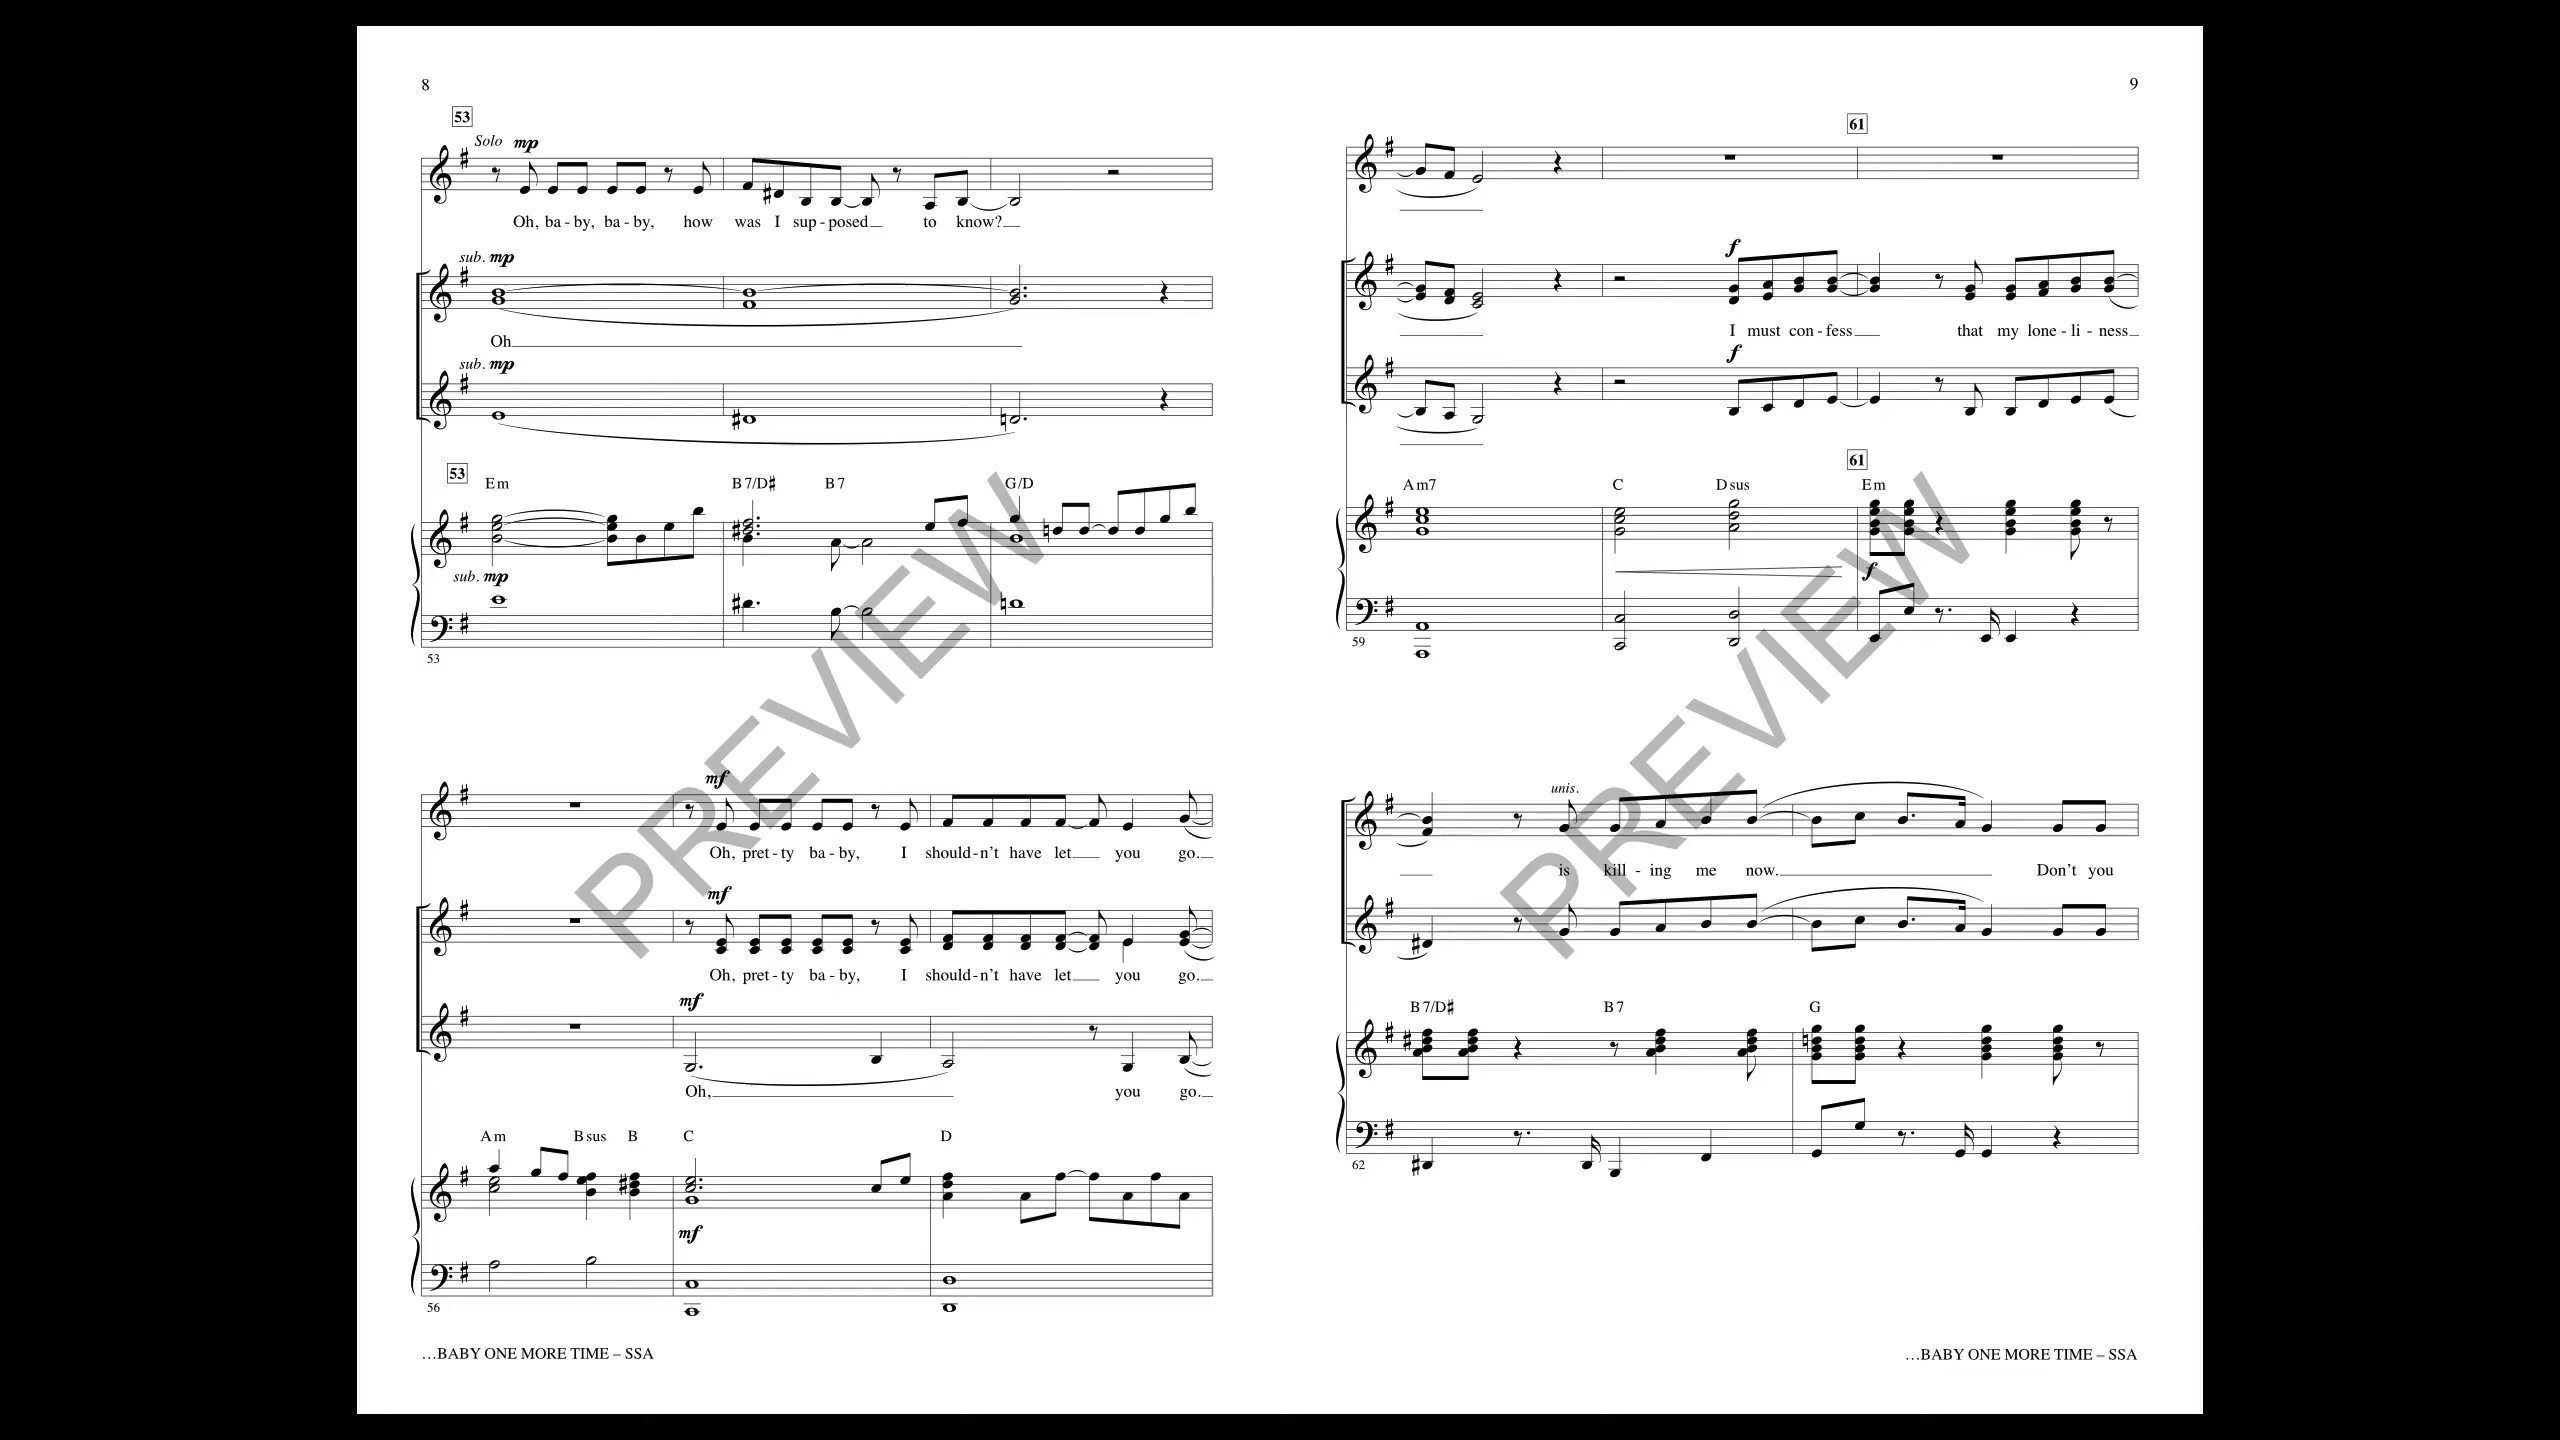 8
53
Solo mp
Oh, ba - by, ba - by, how was I sup - posed to know?
sub. mp
Oh
sub. mp
53
Em B7/D♯ B7 G/D
sub. mp
53
mf
Oh, pret - ty ba - by, I should - n't have let you go.
mf
Oh, pret - ty ba - by, I should - n't have let you go.
mf
Oh, you go.
Am Bsus B C D
mf
56
…BABY ONE MORE TIME – SSA
PREVIEW
9
61
f
I must con - fess that my lone - li - ness
f
61
Am7 C Dsus Em
f
59
unis.
is kill - ing me now. Don't you
B7/D♯ B7 G
62
…BABY ONE MORE TIME – SSA
PREVIEW